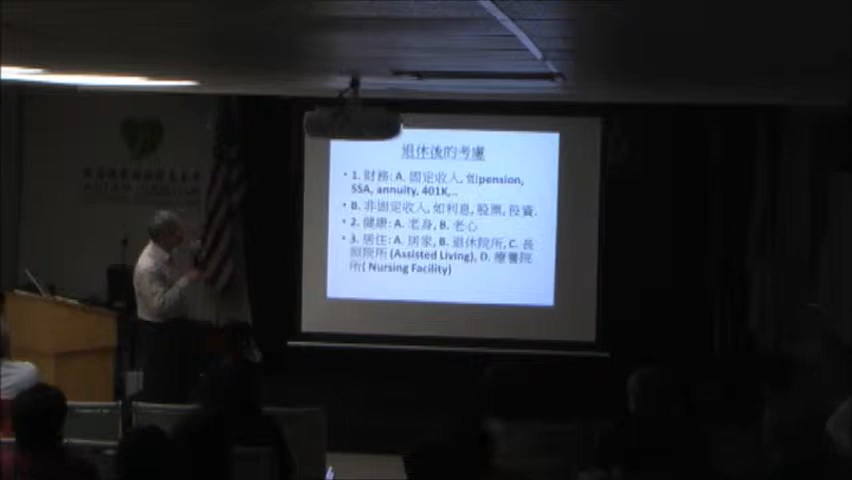 退休後的考慮
• 1. 財務: A. 固定收人, 如pension,
SSA, annuity, 401K,..
• B. 非固定收人, 如利息, 股票, 投資.
• 2. 健康: A. 老身, B. 老心
• 3. 居住: A. 居家, B. 退休院所, C. 長
照院所 (Assisted Living), D. 療醫院
所( Nursing Facility)